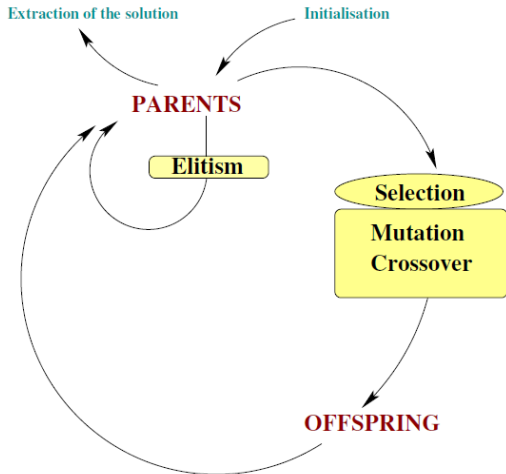 Extraction of the solution
Initialisation
PARENTS
Elitism
Selection
Mutation
Crossover
OFFSPRING